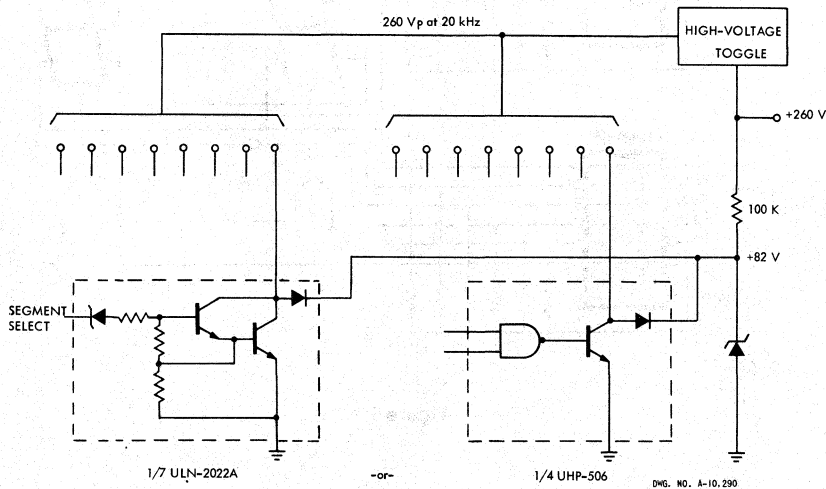 260 Vp at 20 kHz
HIGH-VOLTAGE
TOGGLE
+260 V
100 K
+82 V
SEGMENT
SELECT
1/7 ULN-2022A
-or-
1/4 UHP-506
DWG. NO. A-10,290